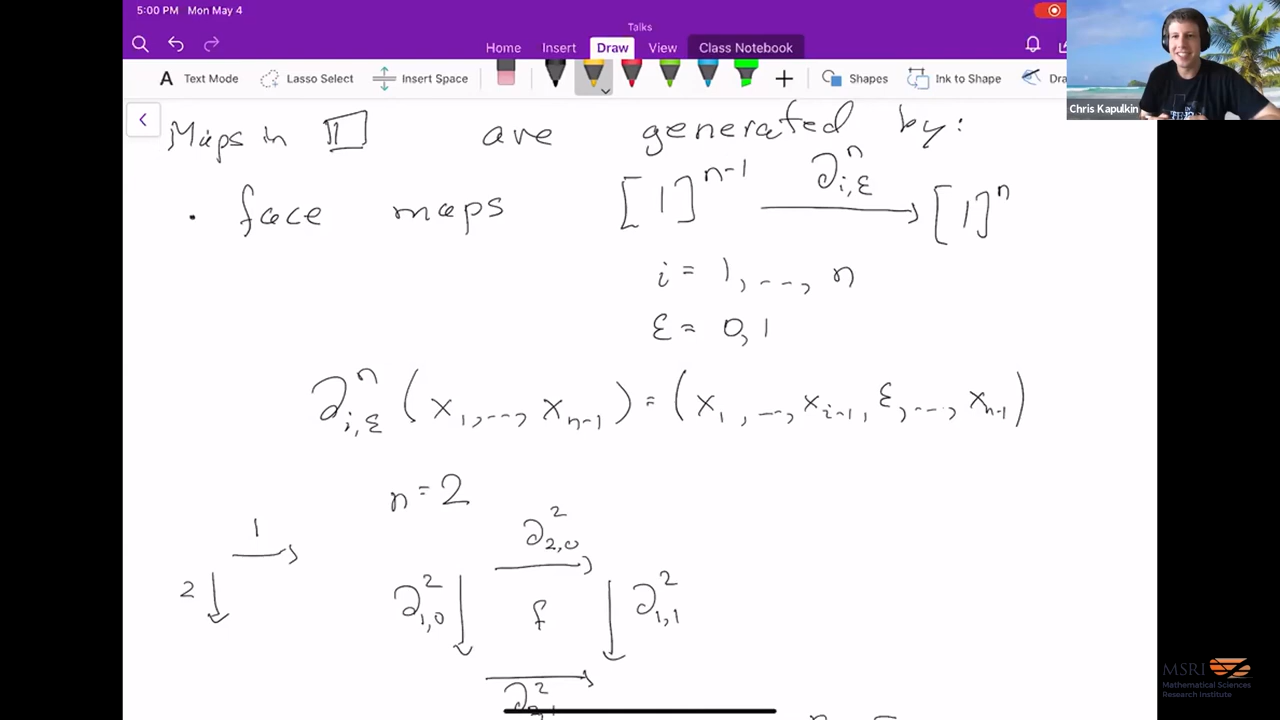 5:00 PM Mon May 4
Talks
Home Insert Draw View Class Notebook
Text Mode Lasso Select Insert Space Shapes Ink to Shape Dra
Chris Kapulkin
Maps in □ are generated by:
· face maps [1]^{n-1} ∂^n_{i,ε} → [1]^n
i = 1, ..., n
ε = 0, 1
∂^n_{i,ε} (x_1, ..., x_{n-1}) = (x_1, ..., x_{i-1}, ε, ..., x_{n-1})
n = 2
1 →
2 ↓
∂^2_{2,0} →
∂^2_{1,0} ↓ f ↓ ∂^2_{1,1}
→
MSRI
Mathematical Sciences
Research Institute